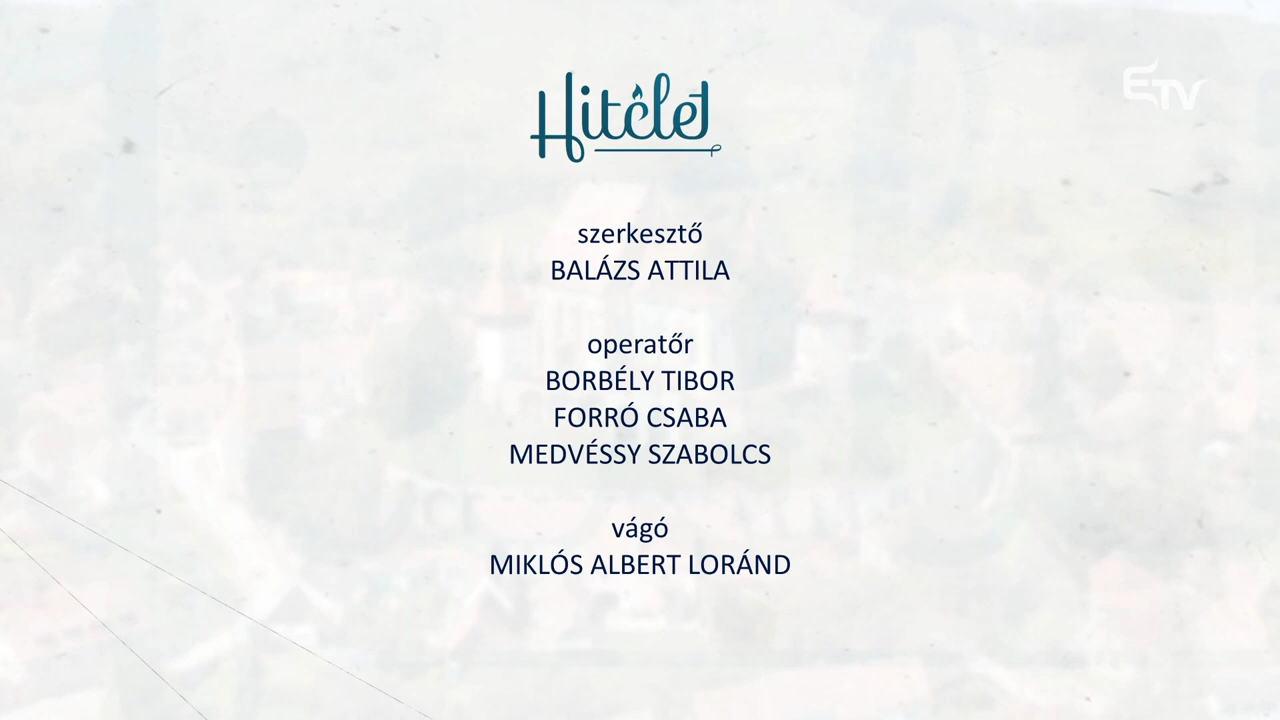 Hitélet
ETV
szerkesztő
BALÁZS ATTILA
operatőr
BORBÉLY TIBOR
FORRÓ CSABA
MEDVÉSSY SZABOLCS
vágó
MIKLÓS ALBERT LORÁND